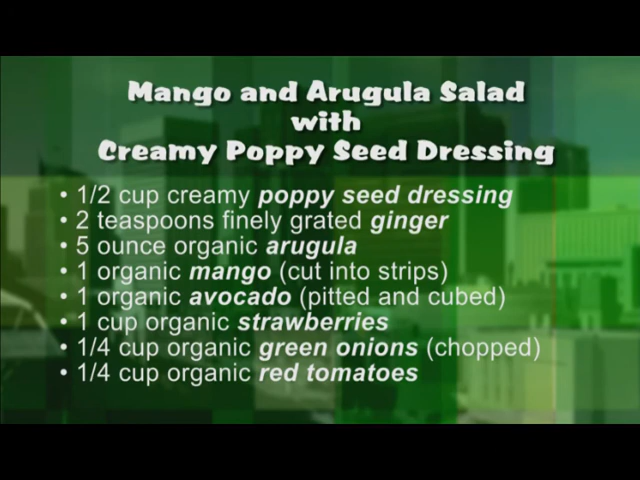 Mango and Arugula Salad
with
Creamy Poppy Seed Dressing
• 1/2 cup creamy poppy seed dressing
• 2 teaspoons finely grated ginger
• 5 ounce organic arugula
• 1 organic mango (cut into strips)
• 1 organic avocado (pitted and cubed)
• 1 cup organic strawberries
• 1/4 cup organic green onions (chopped)
• 1/4 cup organic red tomatoes